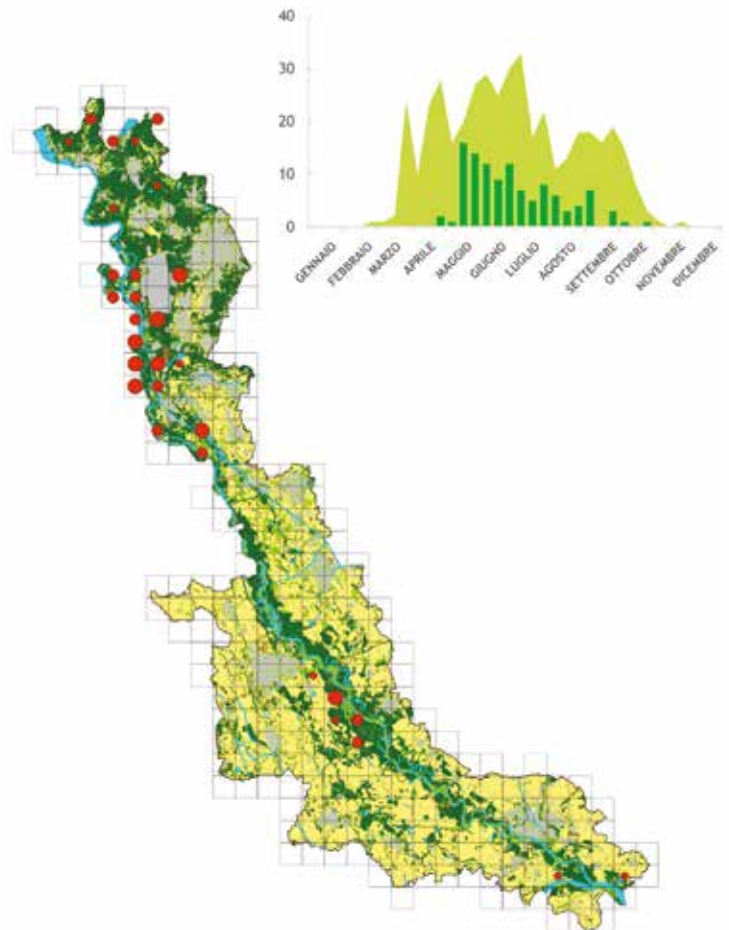 40
30
20
10
0
GENNAIO
FEBBRAIO
MARZO
APRILE
MAGGIO
GIUGNO
LUGLIO
AGOSTO
SETTEMBRE
OTTOBRE
NOVEMBRE
DICEMBRE